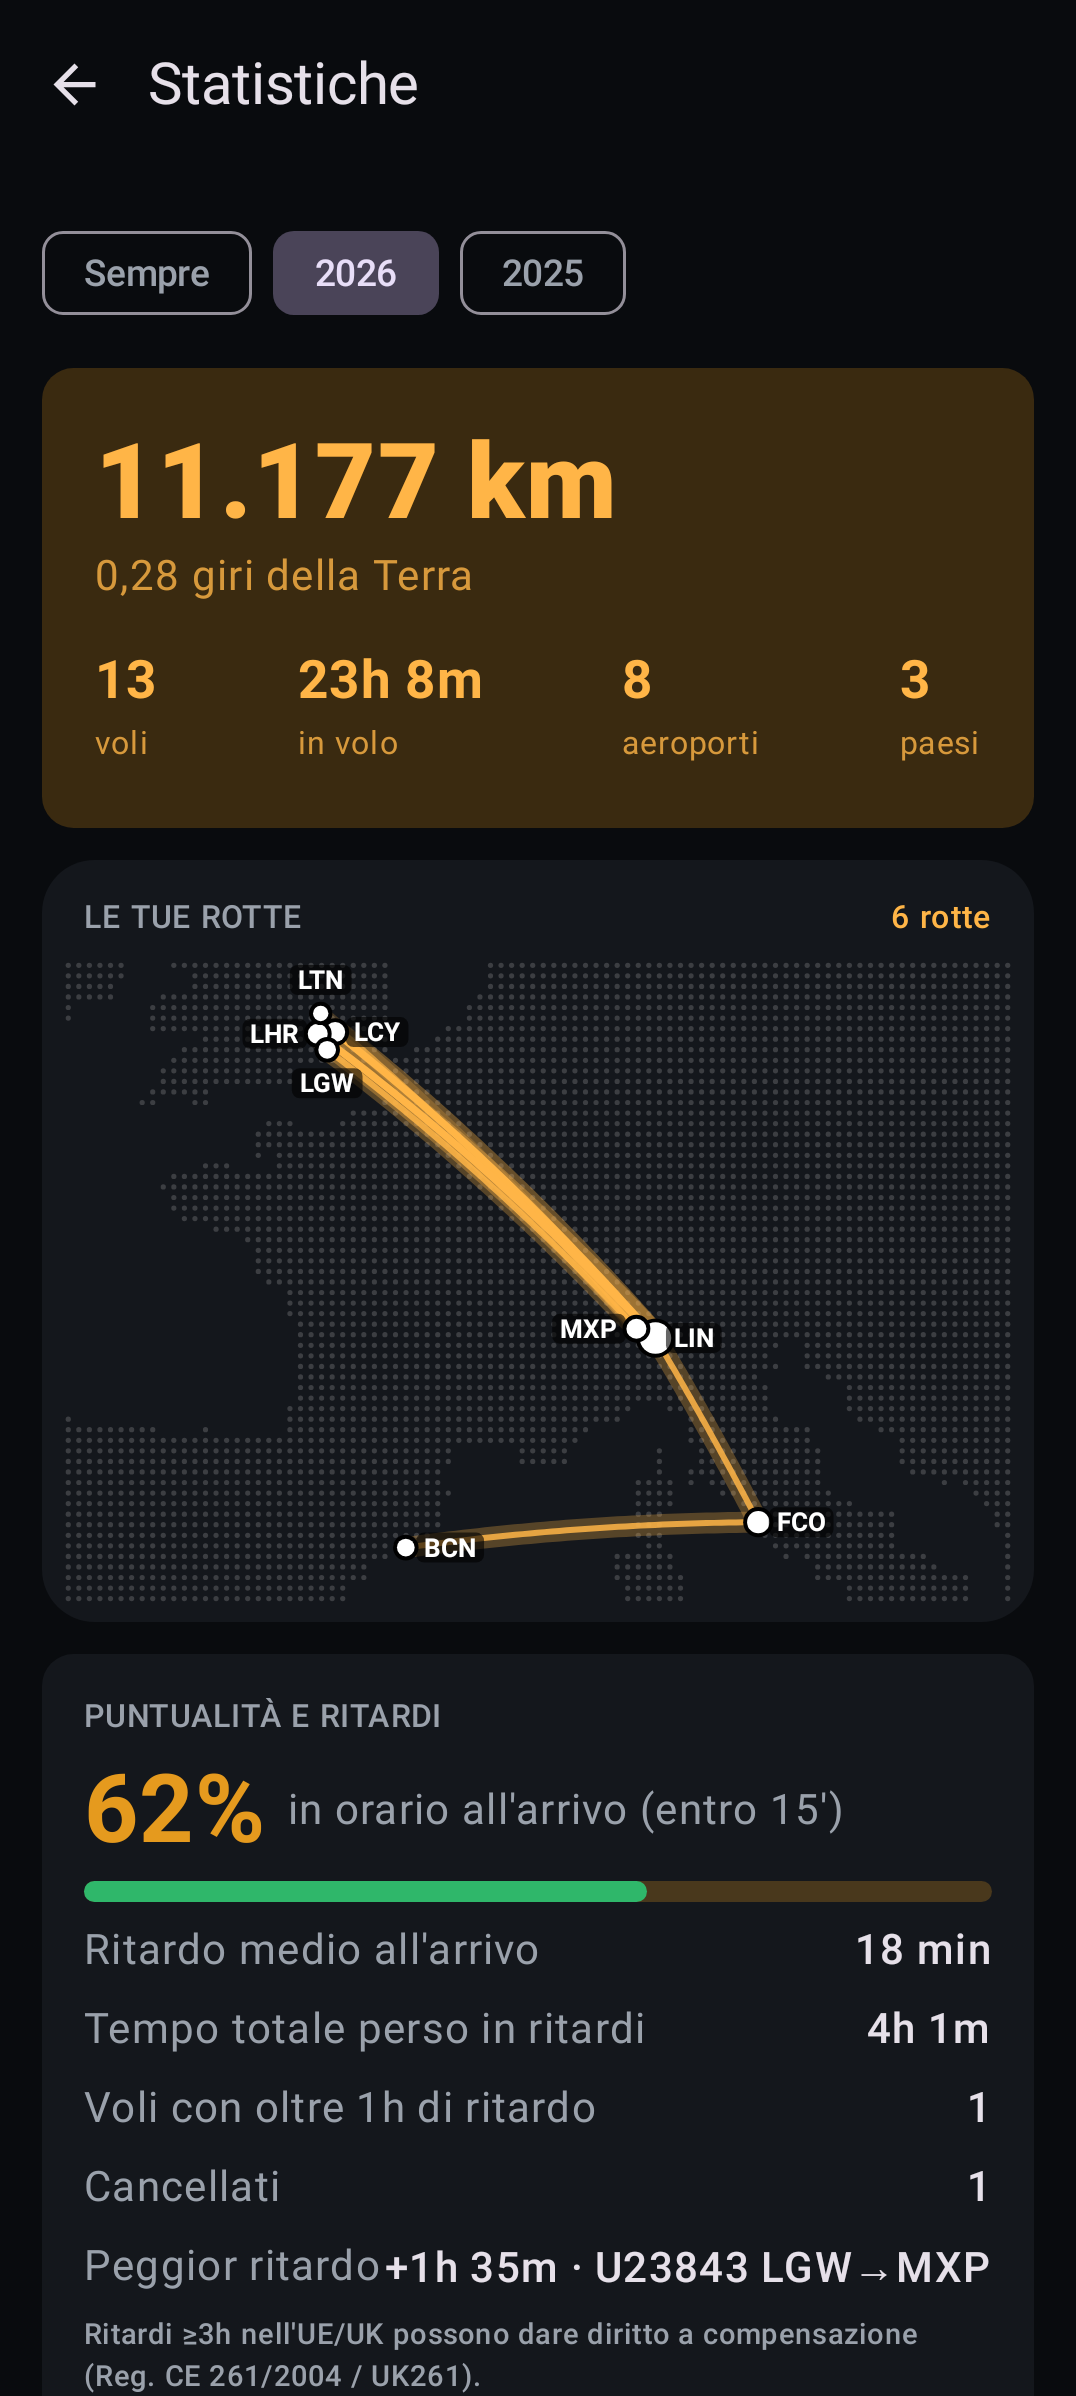 Statistiche
Sempre 2026 2025
11.177 km
0,28 giri della Terra
13 23h 8m 8 3
voli in volo aeroporti paesi
LE TUE ROTTE 6 rotte
LTN
LHR LCY
LGW
MXP LIN
FCO
BCN
PUNTUALITÀ E RITARDI
62% in orario all'arrivo (entro 15')
Ritardo medio all'arrivo 18 min
Tempo totale perso in ritardi 4h 1m
Voli con oltre 1h di ritardo 1
Cancellati 1
Peggior ritardo +1h 35m · U23843 LGW→MXP
Ritardi ≥3h nell'UE/UK possono dare diritto a compensazione
(Reg. CE 261/2004 / UK261).